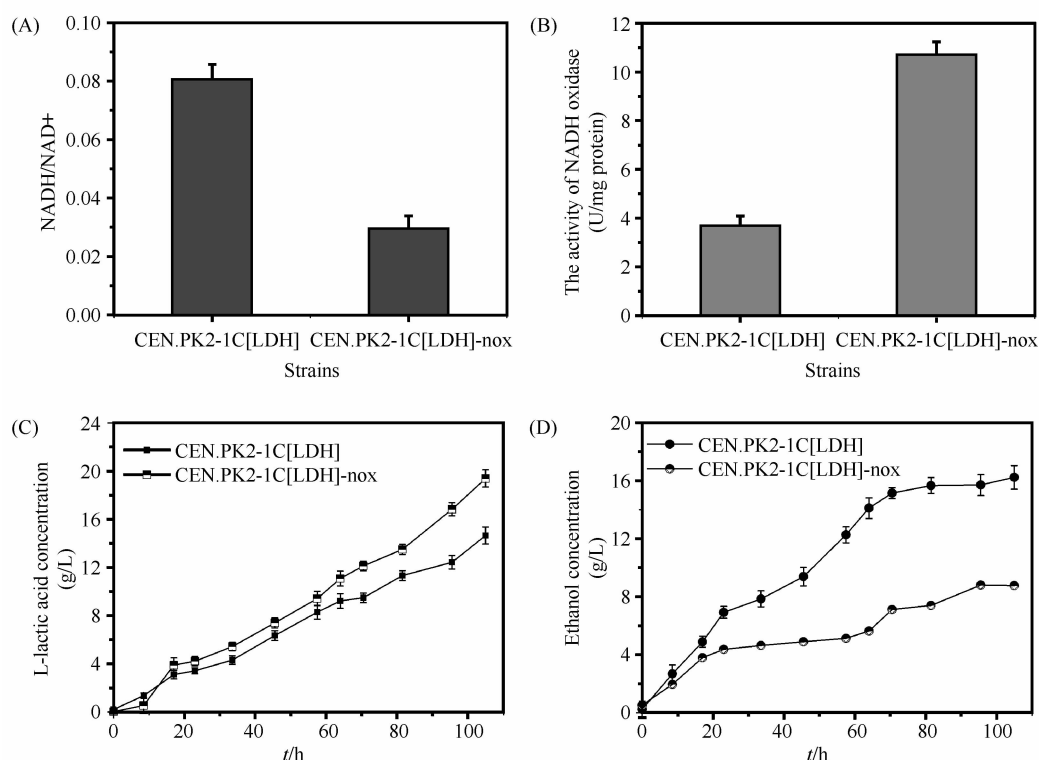 (A)
0.10
0.08
0.06
0.04
0.02
0.00
NADH/NAD+
CEN.PK2-1C[LDH] CEN.PK2-1C[LDH]-nox
Strains
(B)
12
10
8
6
4
2
0
The activity of NADH oxidase
(U/mg protein)
CEN.PK2-1C[LDH] CEN.PK2-1C[LDH]-nox
Strains
(C)
24
20
16
12
8
4
0
L-lactic acid concentration
(g/L)
CEN.PK2-1C[LDH]
CEN.PK2-1C[LDH]-nox
0 20 40 60 80 100
t/h
(D)
20
16
12
8
4
0
Ethanol concentration
(g/L)
CEN.PK2-1C[LDH]
CEN.PK2-1C[LDH]-nox
0 20 40 60 80 100
t/h